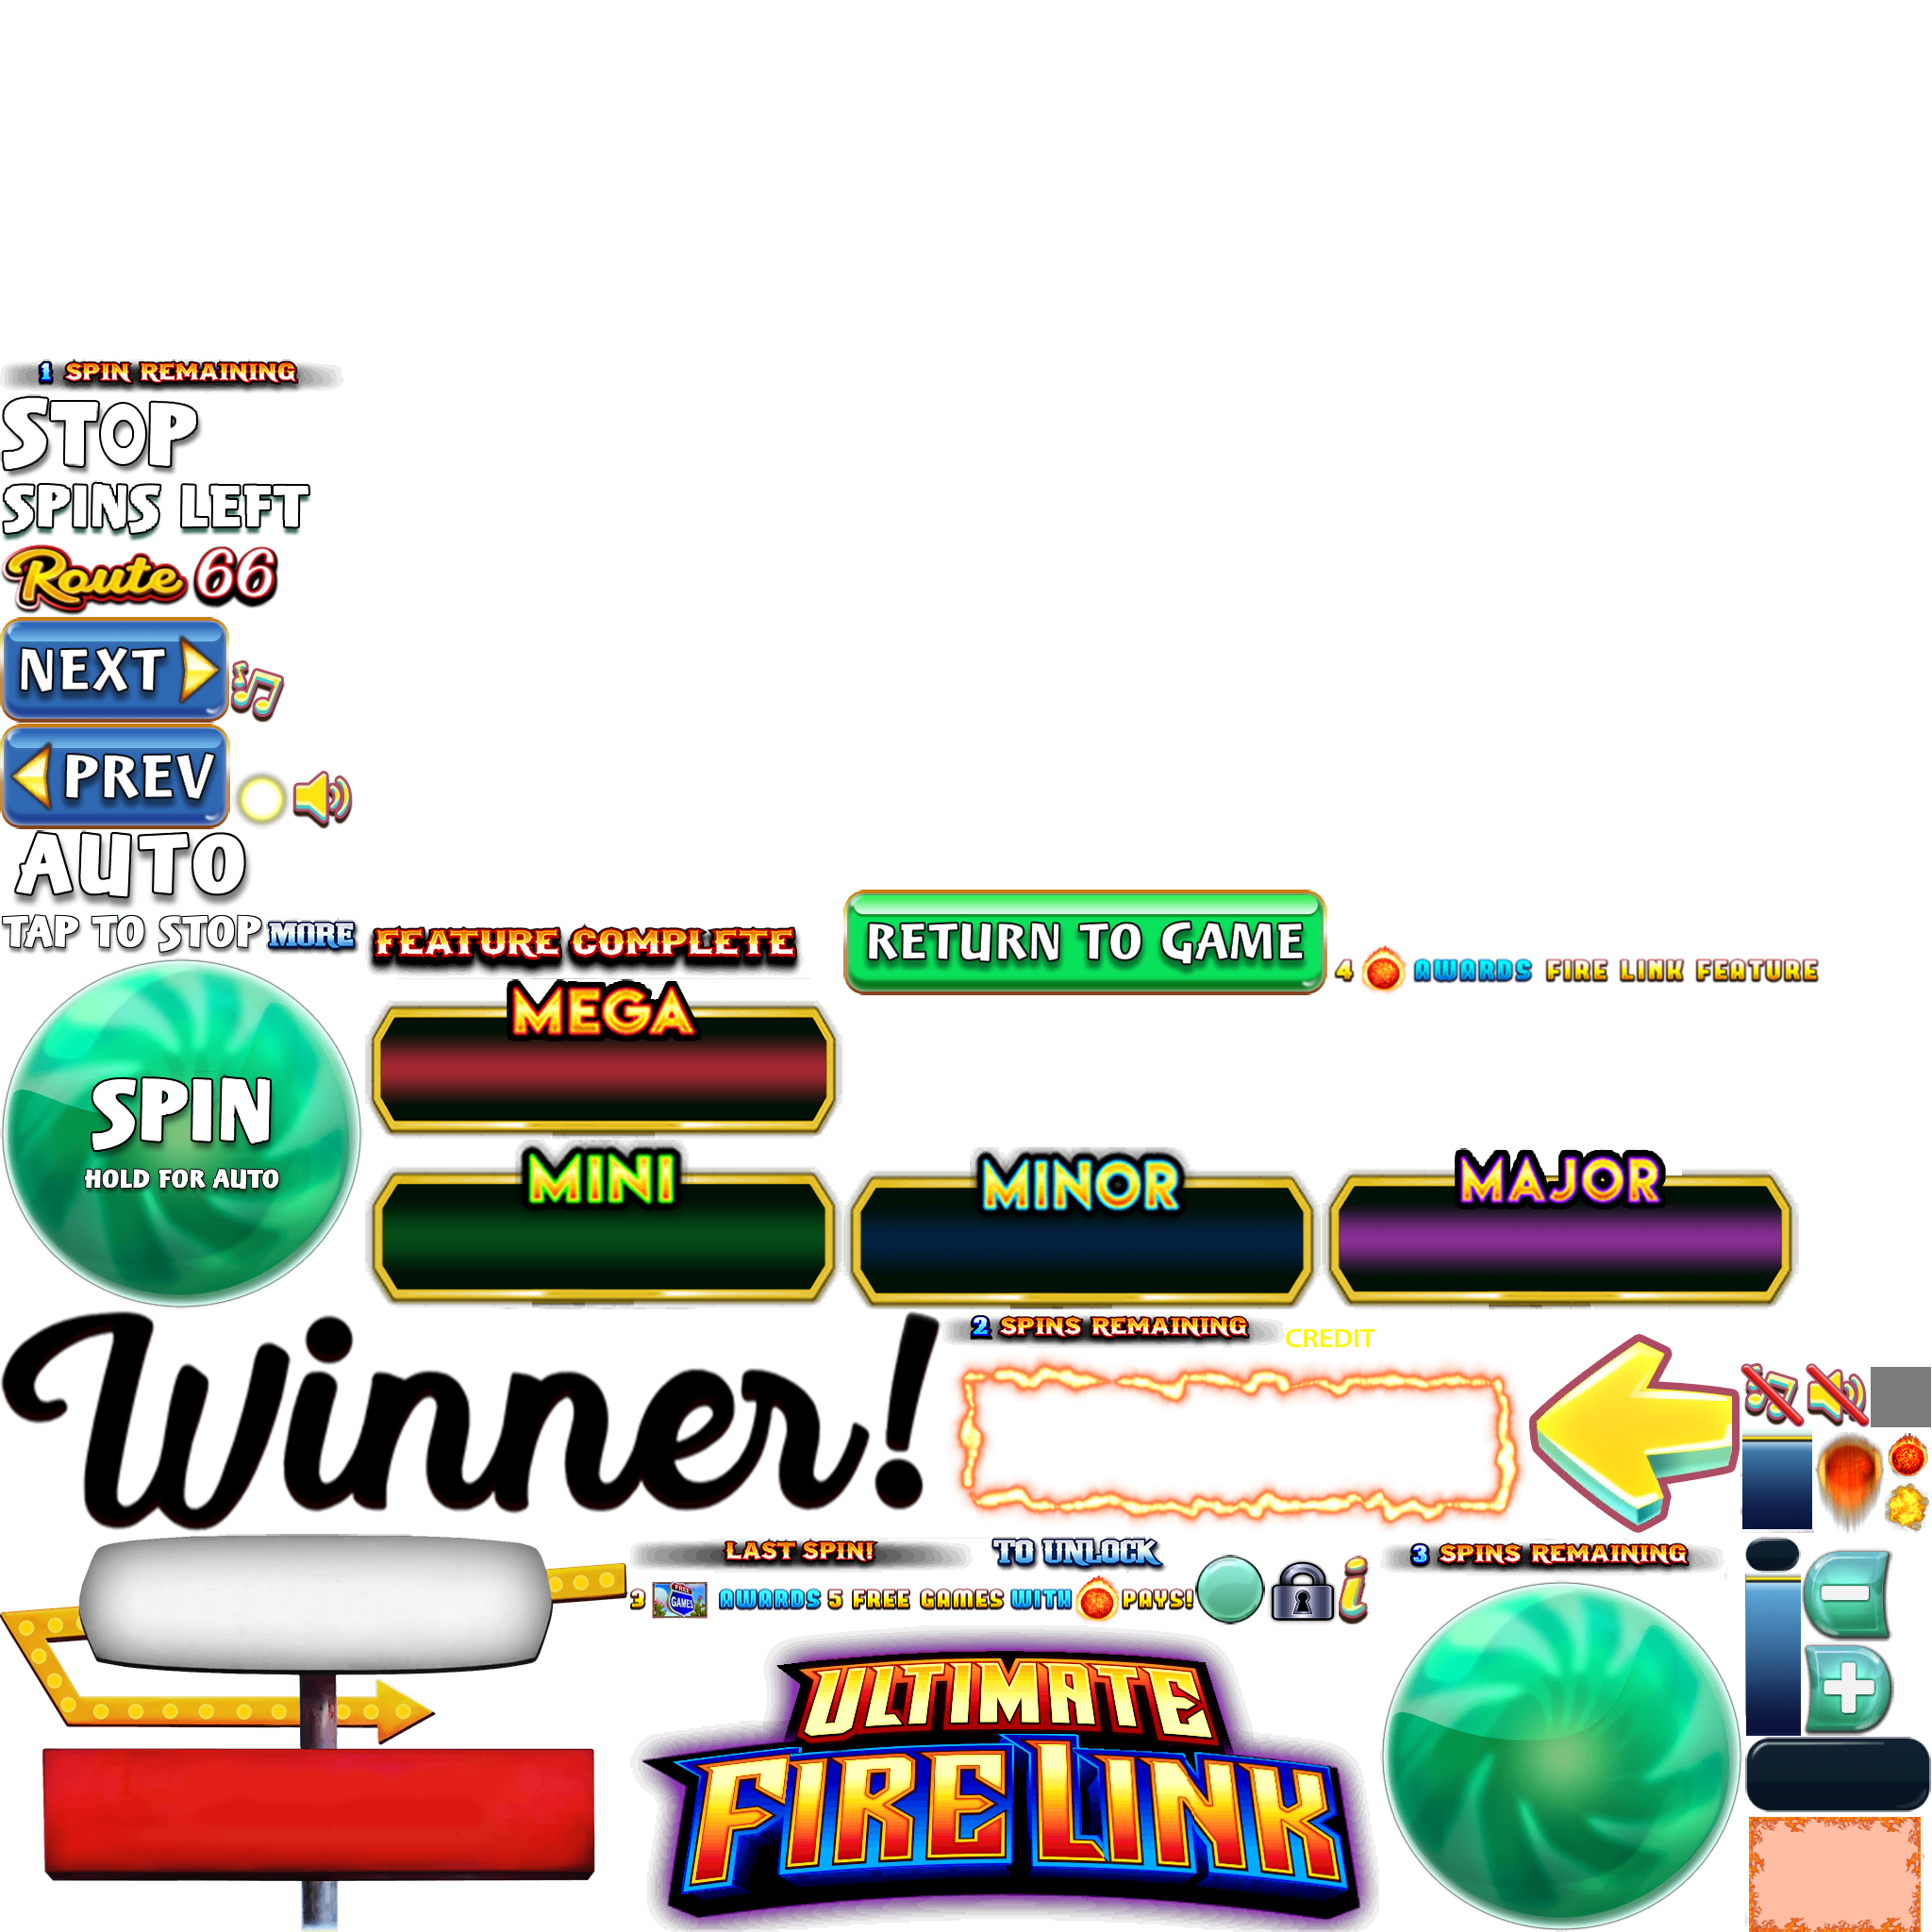 1 SPIN REMAINING
STOP
SPINS LEFT
Route 66
NEXT
PREV
AUTO
TAP TO STOP
MORE
FEATURE COMPLETE
RETURN TO GAME
4 AWARDS FIRE LINK FEATURE
MEGA
SPIN
HOLD FOR AUTO
MINI
MINOR
MAJOR
Winner!
2 SPINS REMAINING
CREDIT
LAST SPIN!
TO UNLOCK
3 SPINS REMAINING
3 FREE GAMES AWARDS 5 FREE GAMES WITH PAYS!
i
ULTIMATE
FIRE LINK